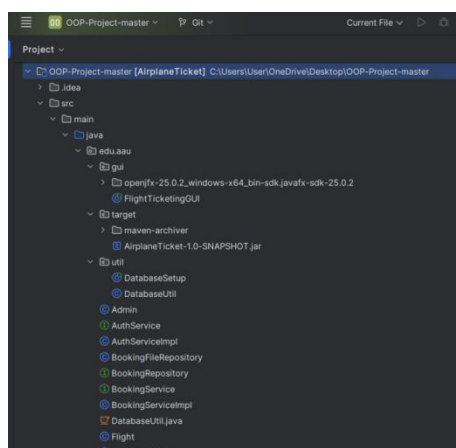 OO OOP-Project-master Git Current File
Project
OOP-Project-master [AirplaneTicket] C:\Users\User\OneDrive\Desktop\OOP-Project-master
.idea
src
main
java
edu.aau
gui
openjfx-25.0.2_windows-x64_bin-sdk.javafx-sdk-25.0.2
FlightTicketingGUI
target
maven-archiver
AirplaneTicket-1.0-SNAPSHOT.jar
util
DatabaseSetup
DatabaseUtil
Admin
AuthService
AuthServiceImpl
BookingFileRepository
BookingRepository
BookingService
BookingServiceImpl
DatabaseUtil.java
Flight